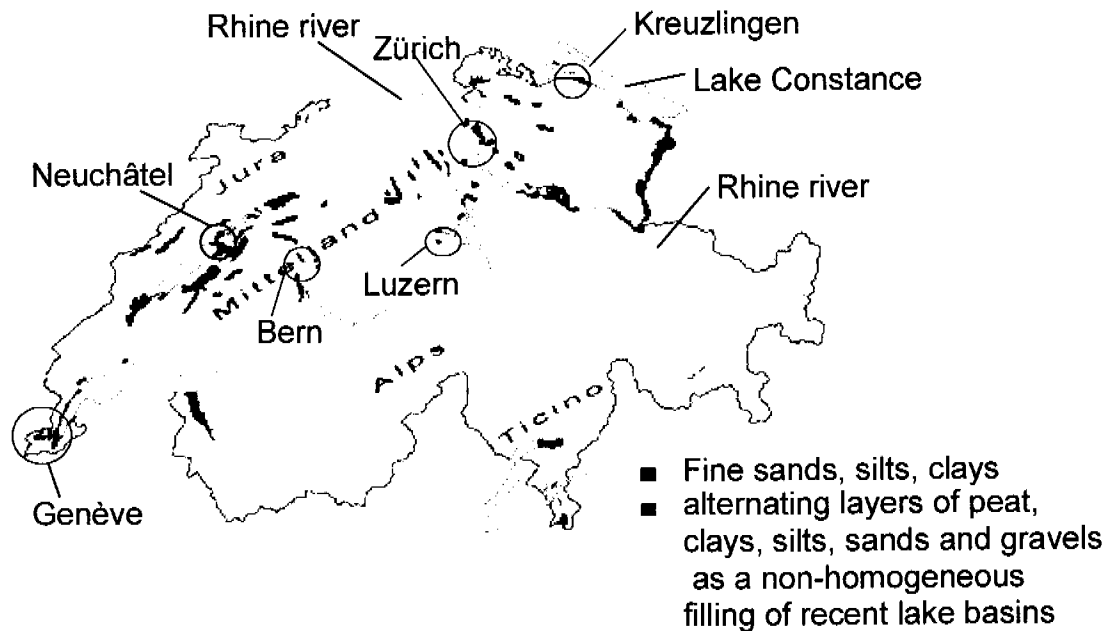 Rhine river
Kreuzlingen
Zürich
Lake Constance
Neuchâtel
Jura
Rhine river
Mittelland
Luzern
Bern
Alps
Ticino
Genève
Fine sands, silts, clays
alternating layers of peat,
clays, silts, sands and gravels
as a non-homogeneous
filling of recent lake basins